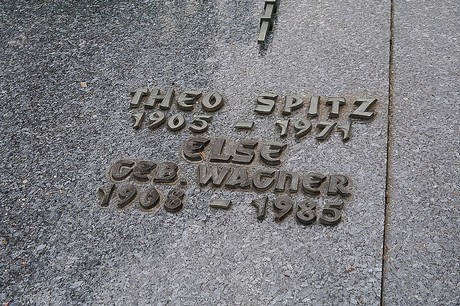 THEO SPITZ
1905 - 1971
ELSE
GEB. WAGNER
1908 - 1985